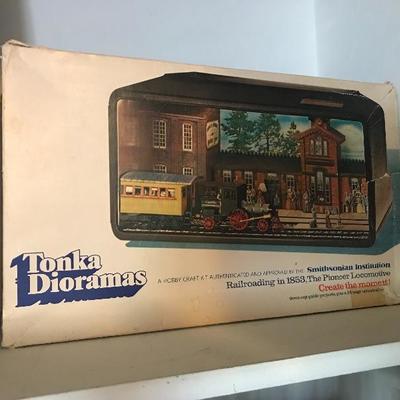 Tonka
Dioramas
A HOBBY CRAFT KIT AUTHENTICATED AND APPROVED BY THE Smithsonian Institution
Railroading in 1853, The Pioneer Locomotive
Create the moment!